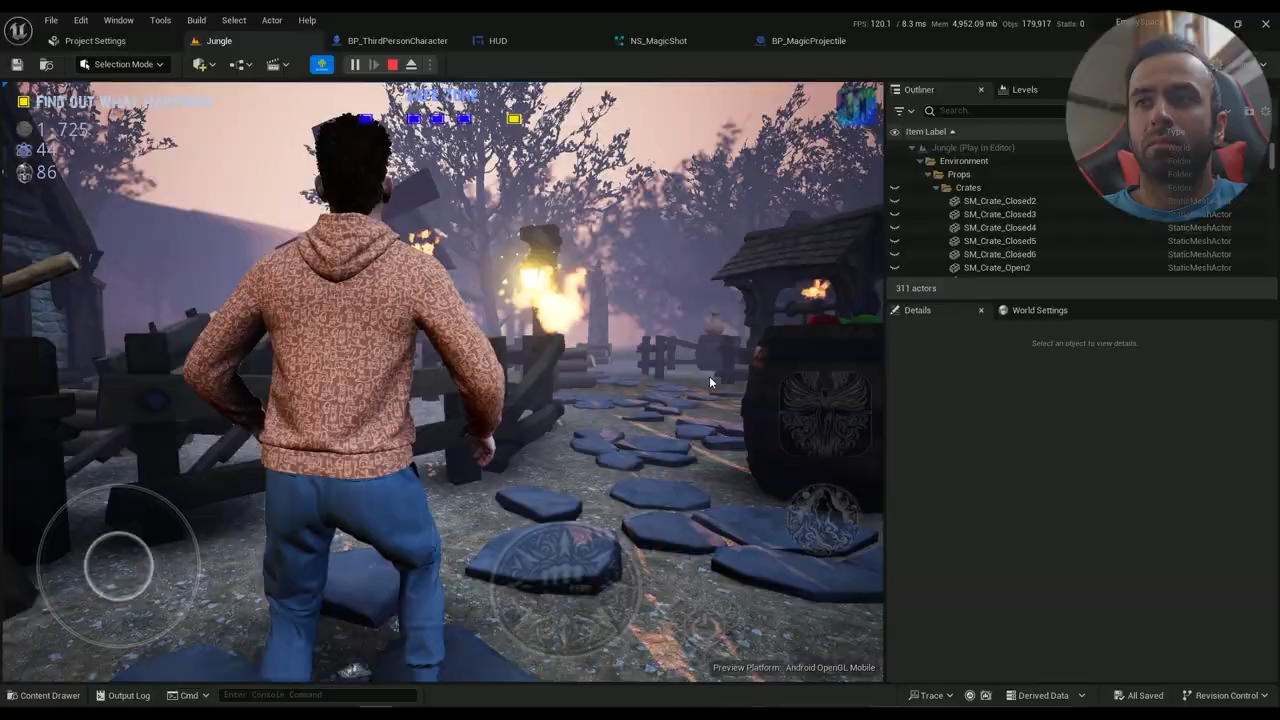 File Edit Window Tools Build Select Actor Help
FPS: 120.1 / 8.3 ms Mem 4,952.09 mb Objs: 179,917 Stalls: 0
Project Settings Jungle BP_ThirdPersonCharacter HUD NS_MagicShot BP_MagicProjectile
Selection Mode
Outliner Levels
Search...
Item Label Type
Jungle (Play In Editor) World
Environment Folder
Props Folder
Crates Folder
SM_Crate_Closed2 StaticMeshActor
SM_Crate_Closed3 StaticMeshActor
SM_Crate_Closed4 StaticMeshActor
SM_Crate_Closed5 StaticMeshActor
SM_Crate_Closed6 StaticMeshActor
SM_Crate_Open2 StaticMeshActor
311 actors
Details World Settings
Select an object to view details.
FIND OUT WHAT HAPPENED
SAFE ZONE
1 725
44
86
Preview Platform: Android OpenGL Mobile
Content Drawer Output Log Cmd Enter Console Command Trace Derived Data All Saved Revision Control